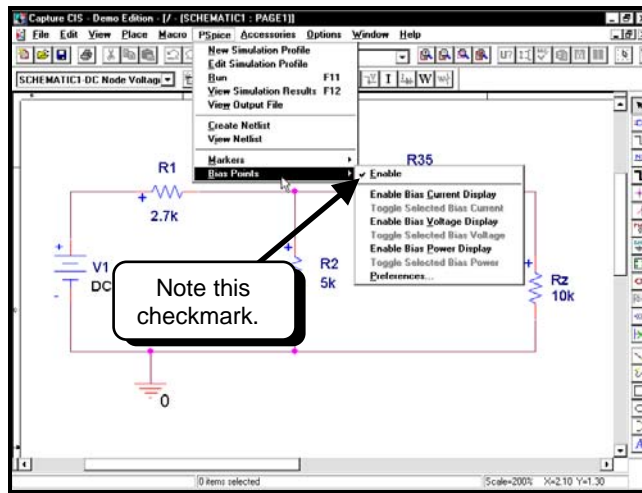 Capture CIS - Demo Edition - [/ - (SCHEMATIC1 : PAGE1)]
File Edit View Place Macro PSpice Accessories Options Window Help
SCHEMATIC1-DC Node Voltag
I W
New Simulation Profile
Edit Simulation Profile
Run F11
View Simulation Results F12
View Output File
Create Netlist
View Netlist
Markers
Bias Points
Enable
Enable Bias Current Display
Toggle Selected Bias Current
Enable Bias Voltage Display
Toggle Selected Bias Voltage
Enable Bias Power Display
Toggle Selected Bias Power
Preferences...
R1
2.7k
R35
V1
DC
R2
5k
Rz
10k
Note this
checkmark.
0
0 items selected
Scale=200% X=2.10 Y=1.30